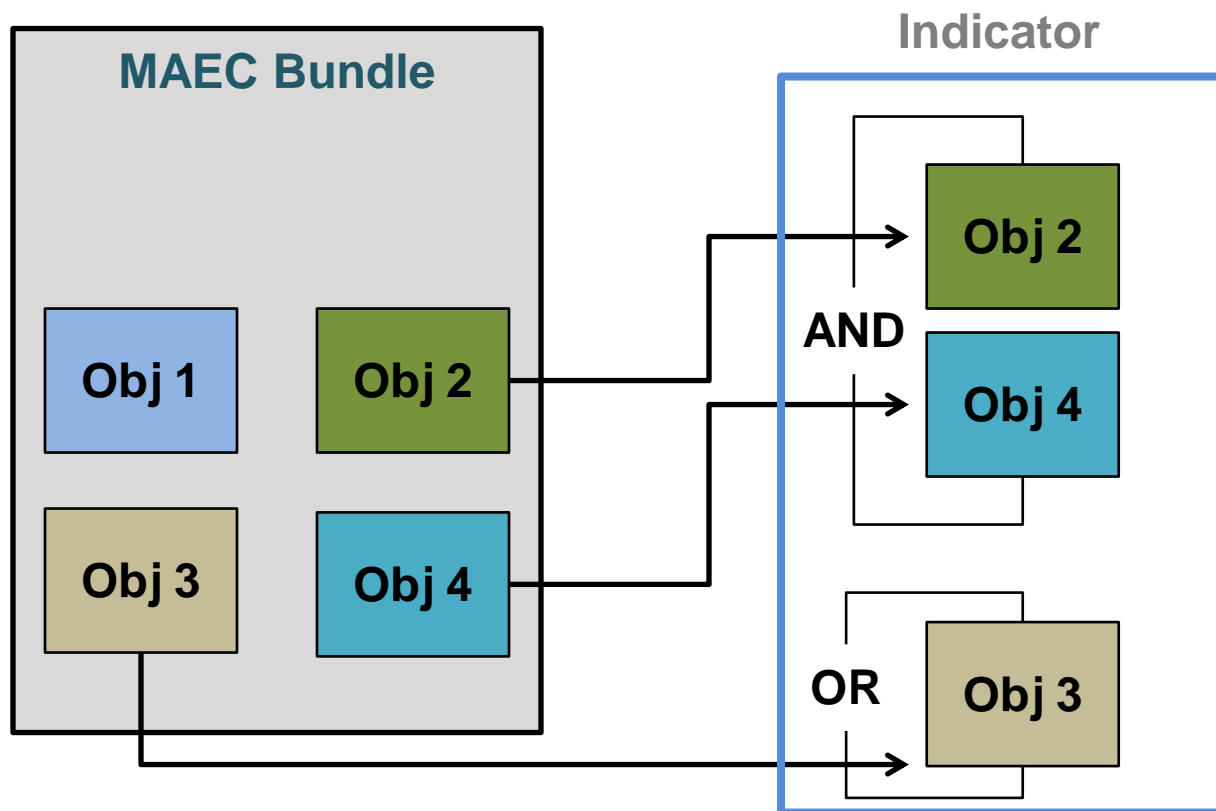 MAEC Bundle
Obj 1
Obj 2
Obj 3
Obj 4
Indicator
Obj 2
AND
Obj 4
OR
Obj 3